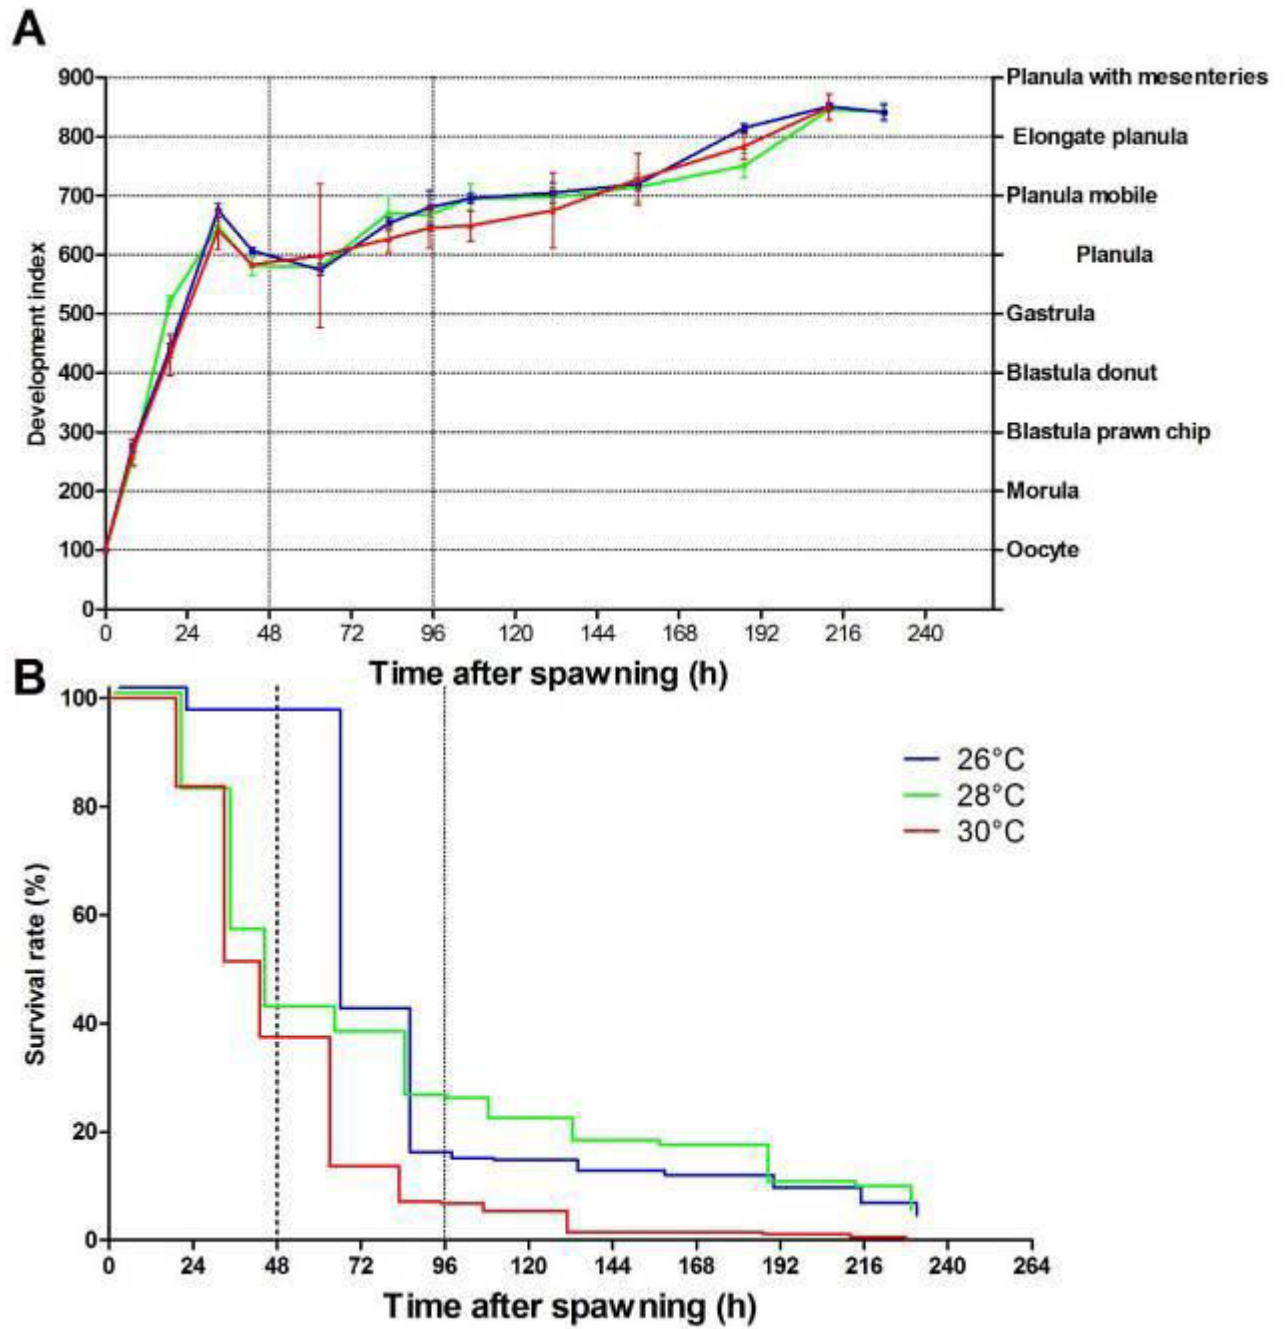 A
900
Planula with mesenteries
800
Elongate planula
700
Planula mobile
600
Planula
500
Gastrula
400
Blastula donut
300
Blastula prawn chip
200
Morula
100
Oocyte
0
Development index
0 24 48 72 96 120 144 168 192 216 240
Time after spawning (h)
B
100
80
60
40
20
0
Survival rate (%)
26°C
28°C
30°C
0 24 48 72 96 120 144 168 192 216 240 264
Time after spawning (h)